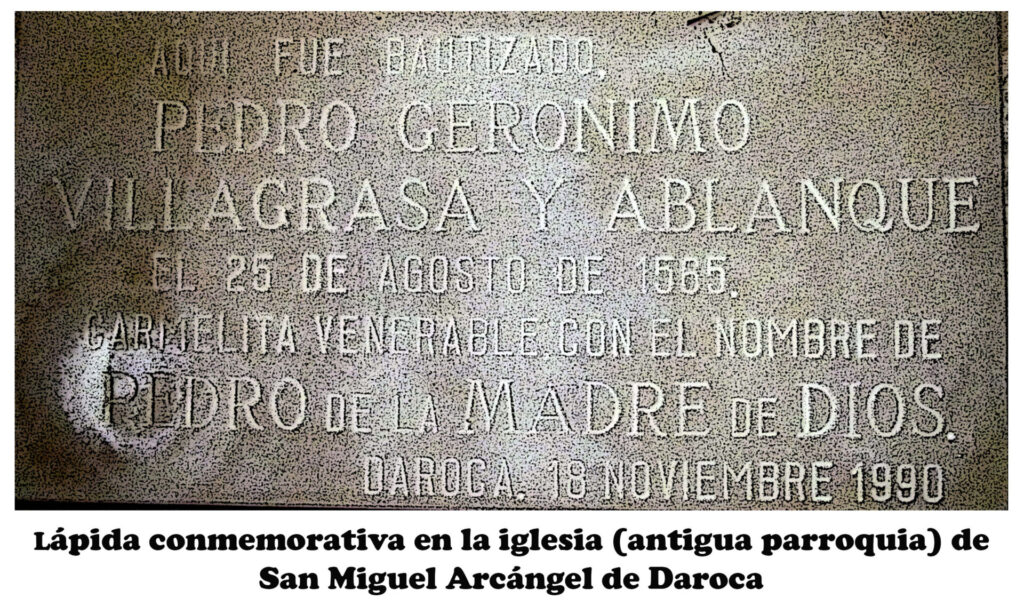 AQUI FUE BAUTIZADO,
PEDRO GERONIMO
VILLAGRASA Y ABLANQUE
EL 25 DE AGOSTO DE 1565.
CARMELITA VENERABLE CON EL NOMBRE DE
PEDRO DE LA MADRE DE DIOS.
DAROCA. 18 NOVIEMBRE 1990
Lápida conmemorativa en la iglesia (antigua parroquia) de
San Miguel Arcángel de Daroca